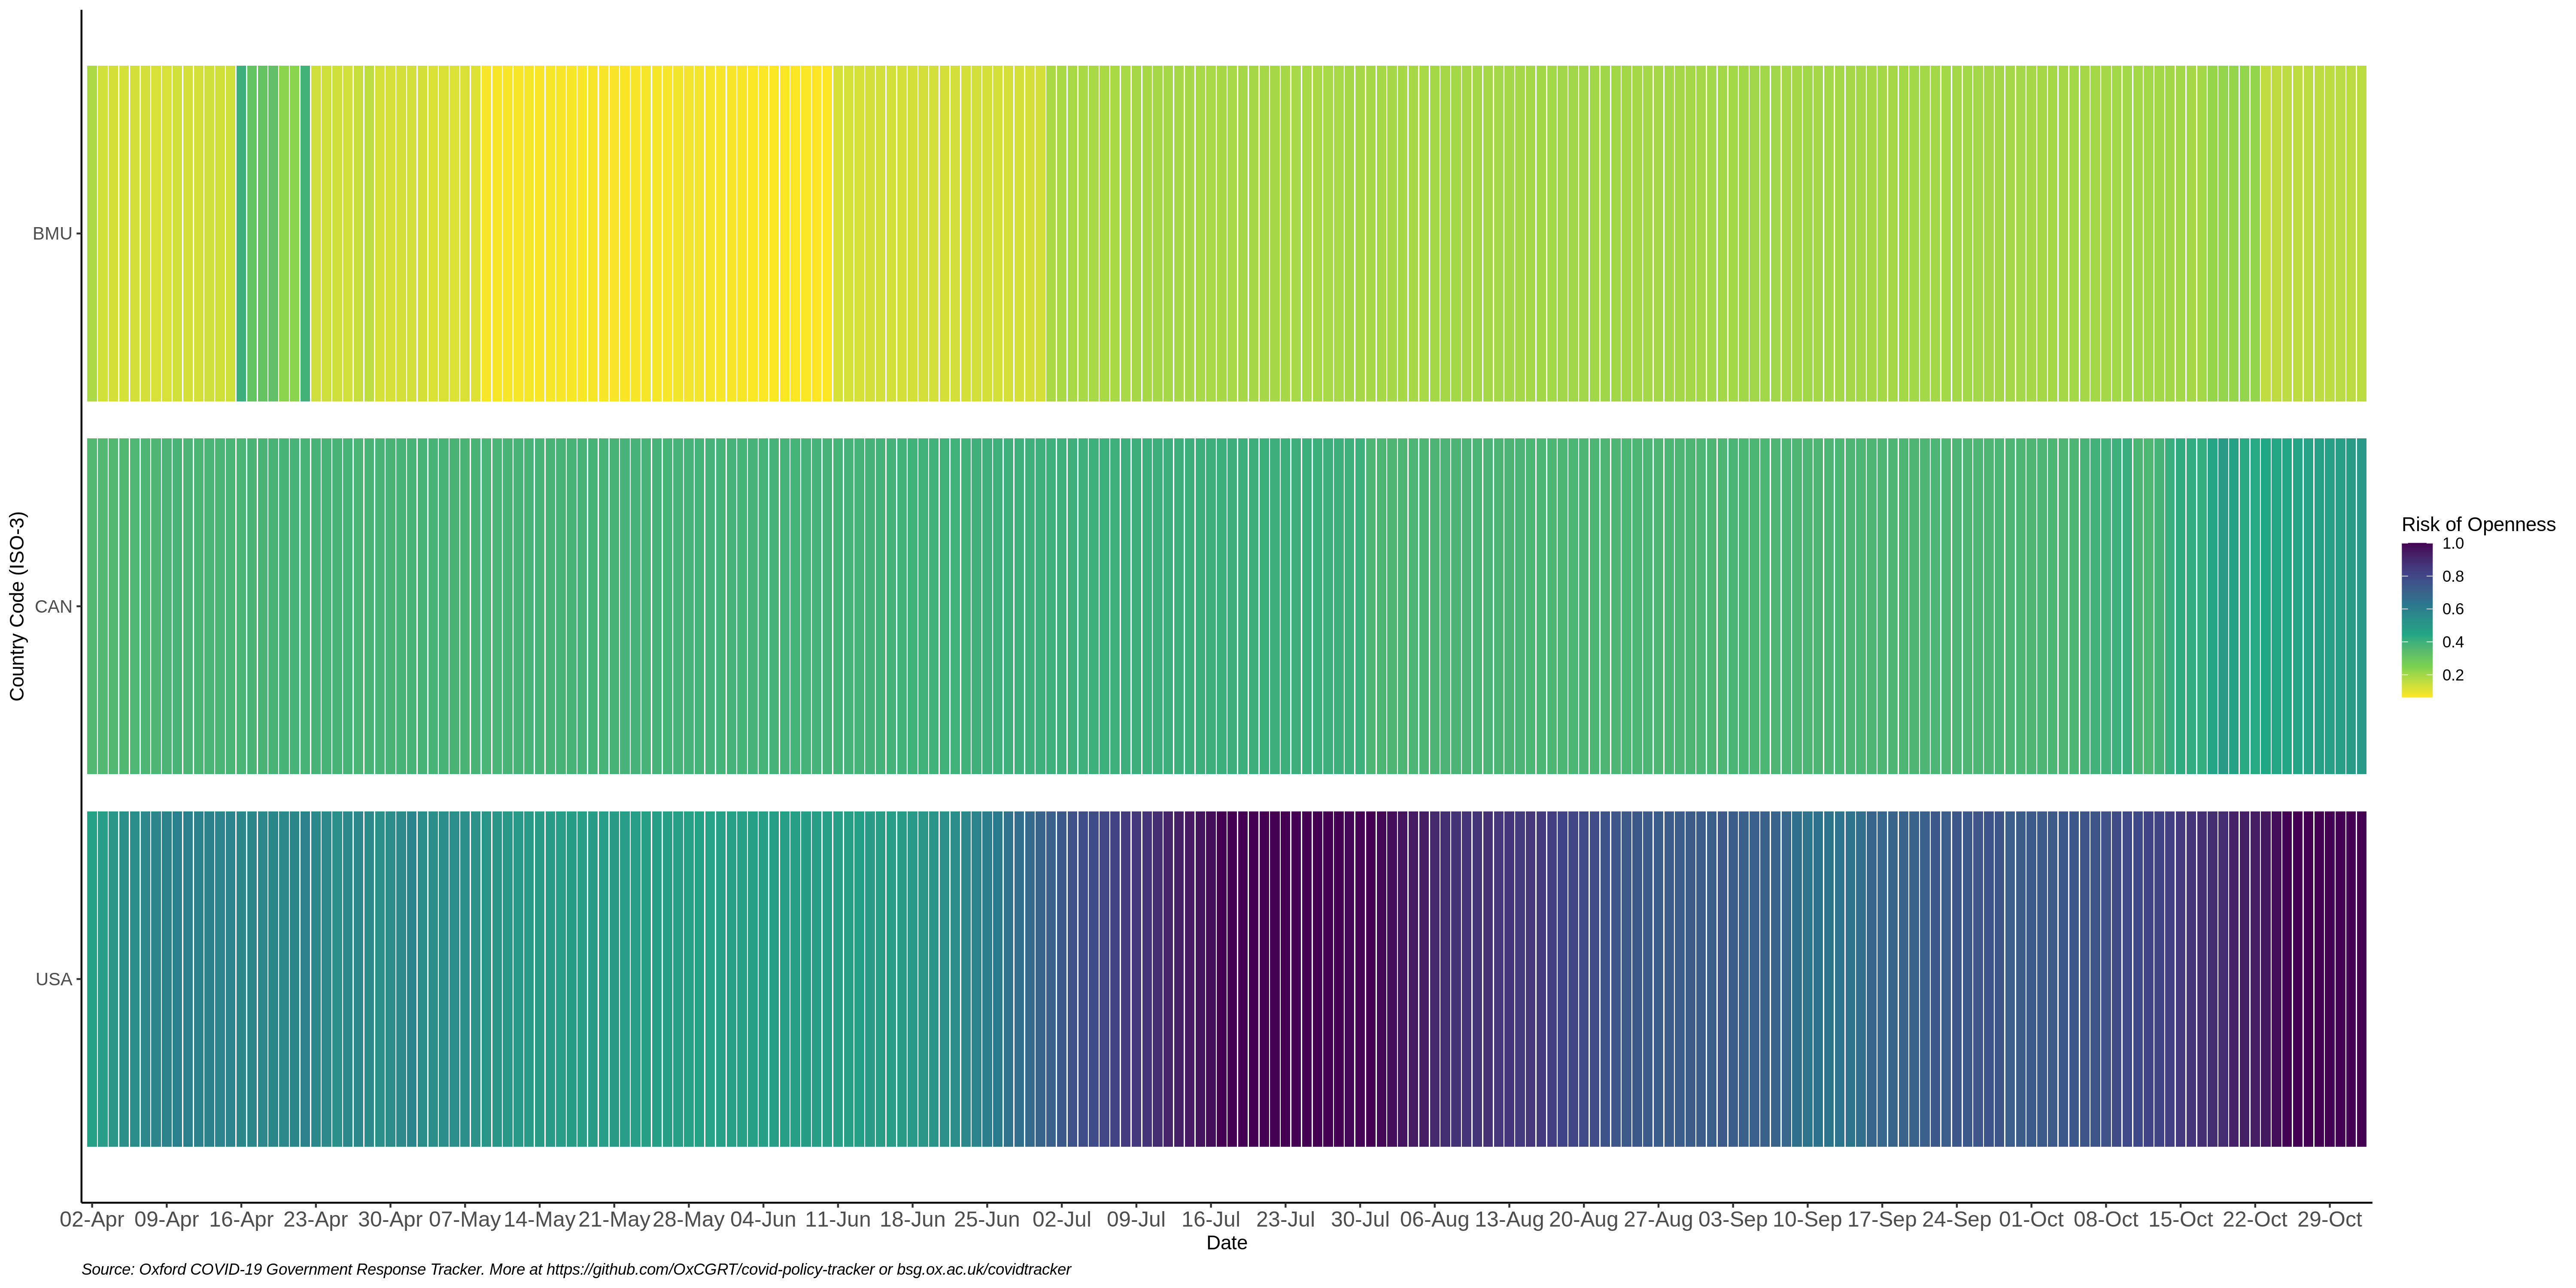 BMU
CAN
USA
Country Code (ISO-3)
Risk of Openness
1.0
0.8
0.6
0.4
0.2
02-Apr 09-Apr 16-Apr 23-Apr 30-Apr 07-May 14-May 21-May 28-May 04-Jun 11-Jun 18-Jun 25-Jun 02-Jul 09-Jul 16-Jul 23-Jul 30-Jul 06-Aug 13-Aug 20-Aug 27-Aug 03-Sep 10-Sep 17-Sep 24-Sep 01-Oct 08-Oct 15-Oct 22-Oct 29-Oct
Date
Source: Oxford COVID-19 Government Response Tracker. More at https://github.com/OxCGRT/covid-policy-tracker or bsg.ox.ac.uk/covidtracker